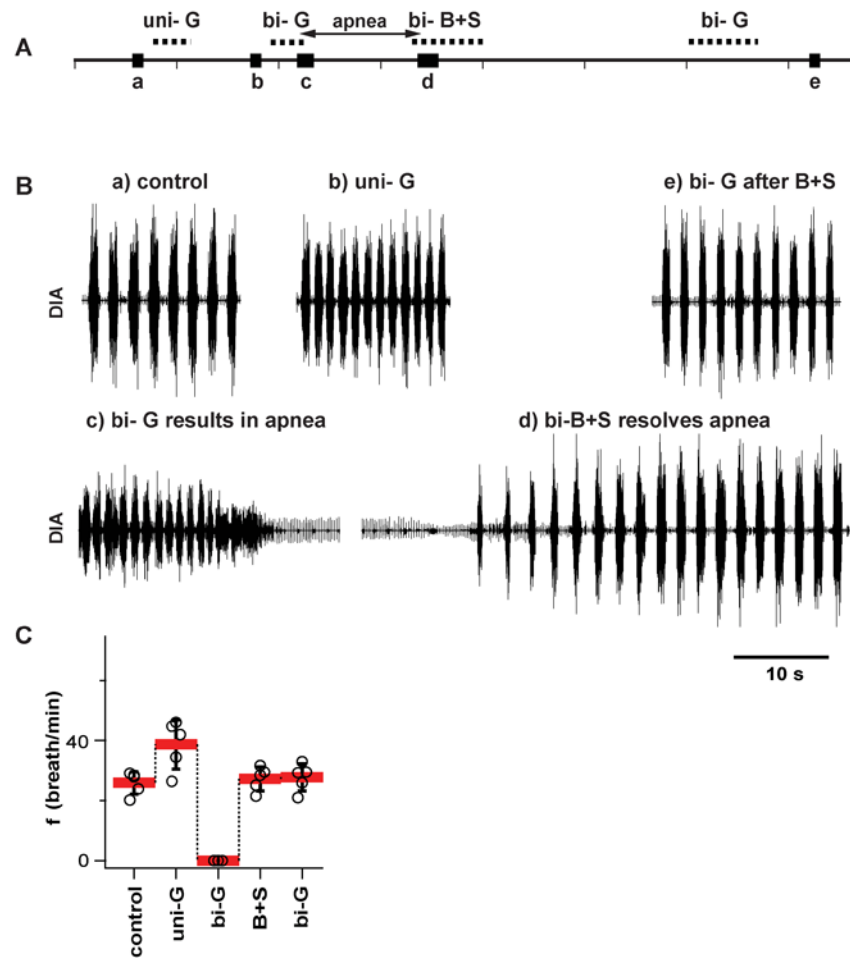 uni- G bi- G apnea bi- B+S bi- G
A
a b c d e
B
a) control b) uni- G e) bi- G after B+S
DIA
c) bi- G results in apnea d) bi-B+S resolves apnea
DIA
10 s
C
f (breath/min)
40
0
control uni-G bi-G B+S bi-G